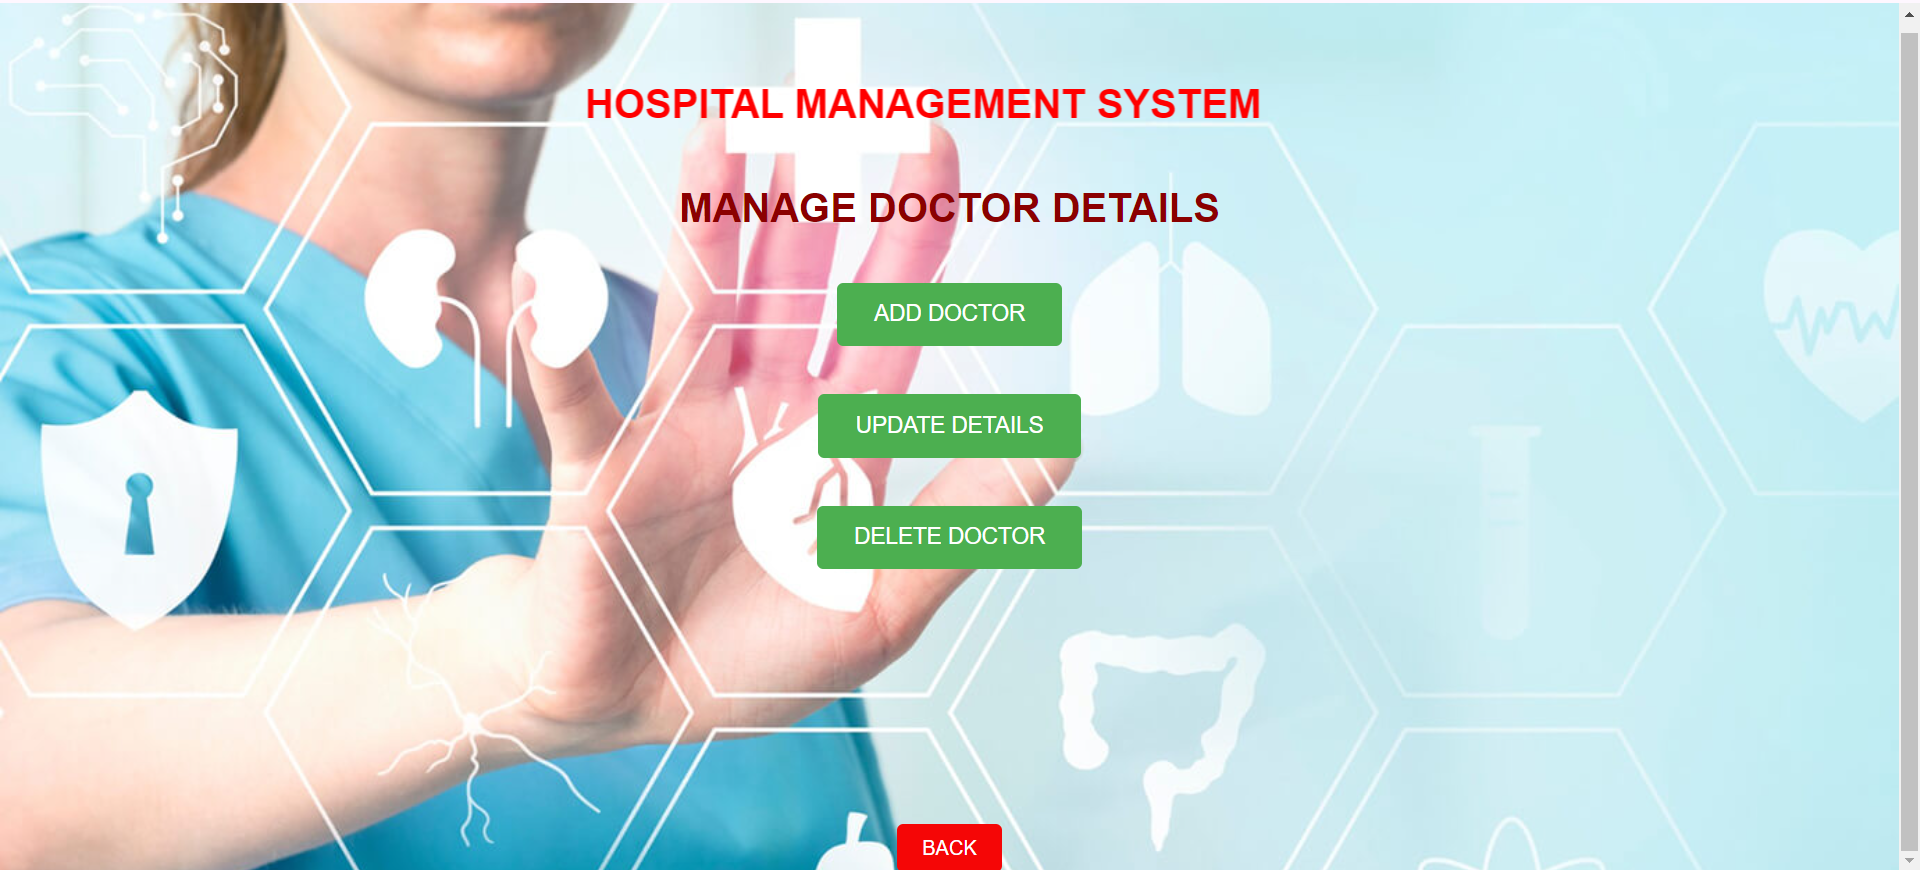 HOSPITAL MANAGEMENT SYSTEM
MANAGE DOCTOR DETAILS
ADD DOCTOR
UPDATE DETAILS
DELETE DOCTOR
BACK